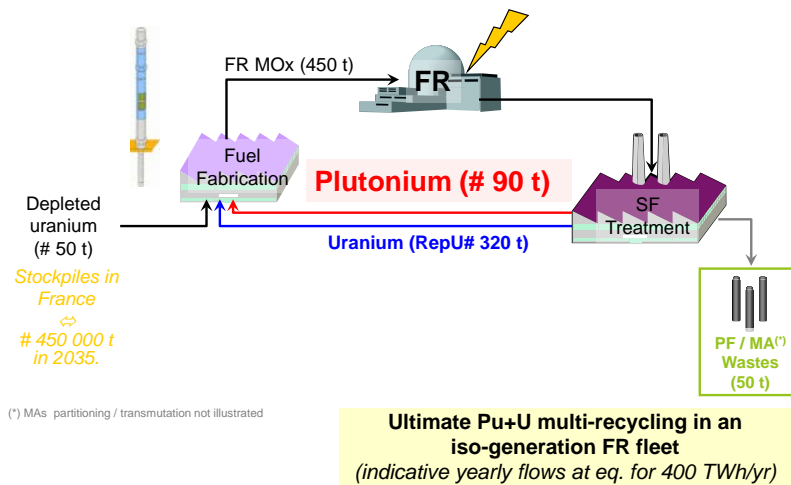 FR MOx (450 t)
FR
Fuel
Fabrication
Plutonium (# 90 t)
SF
Treatment
Depleted
uranium
(# 50 t)
Uranium (RepU# 320 t)
Stockpiles in
France
⇔
# 450 000 t
in 2035.
PF / MA(*)
Wastes
(50 t)
(*) MAs partitioning / transmutation not illustrated
Ultimate Pu+U multi-recycling in an
iso-generation FR fleet
(indicative yearly flows at eq. for 400 TWh/yr)